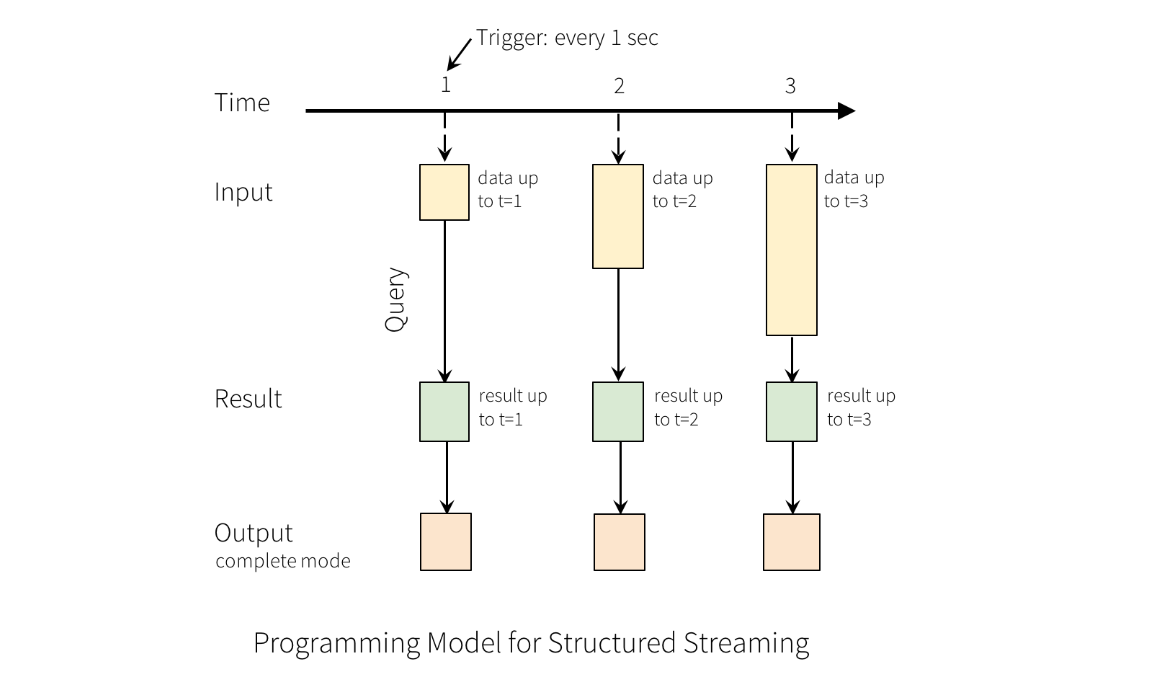 Trigger: every 1 sec
1
2
3
Time
Input
data up
to t=1
data up
to t=2
data up
to t=3
Query
Result
result up
to t=1
result up
to t=2
result up
to t=3
Output
complete mode
Programming Model for Structured Streaming